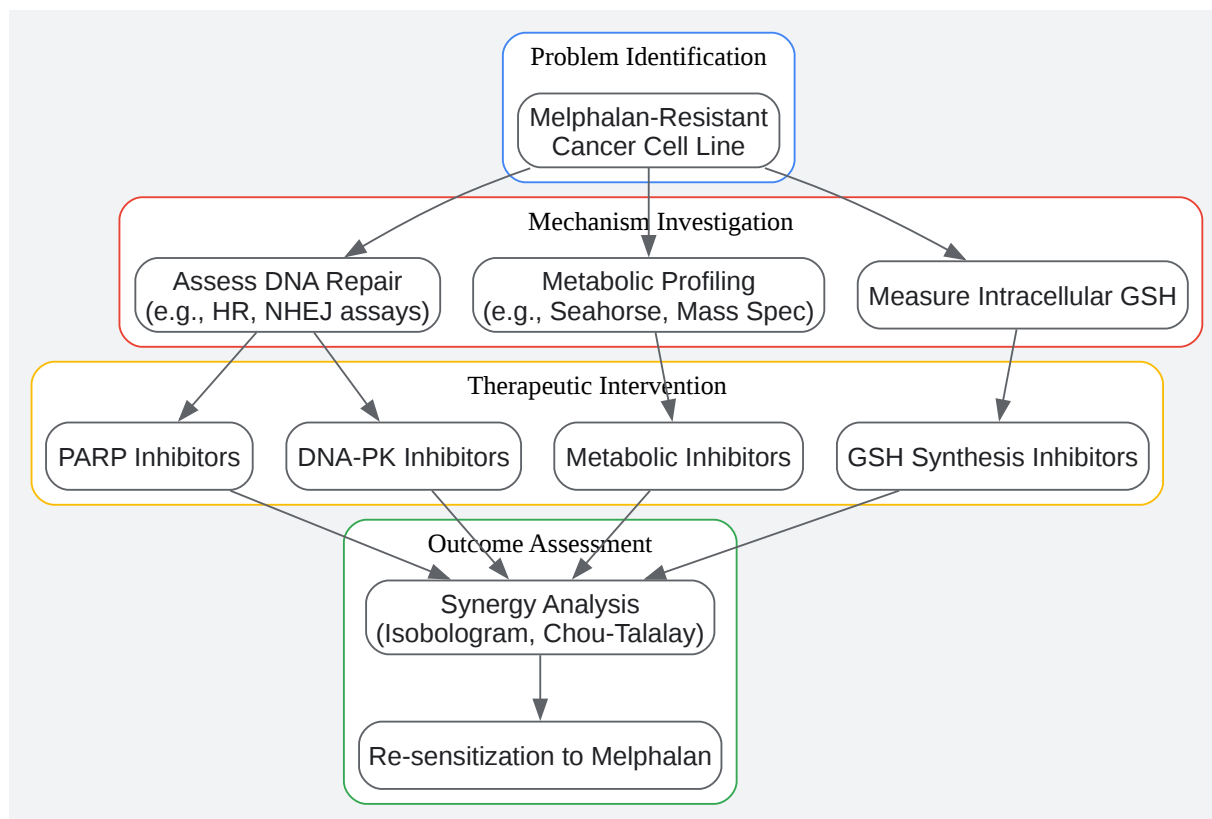 Problem Identification
Melphalan-Resistant
Cancer Cell Line
Mechanism Investigation
Assess DNA Repair
(e.g., HR, NHEJ assays)
Metabolic Profiling
(e.g., Seahorse, Mass Spec)
Measure Intracellular GSH
Therapeutic Intervention
PARP Inhibitors
DNA-PK Inhibitors
Metabolic Inhibitors
GSH Synthesis Inhibitors
Outcome Assessment
Synergy Analysis
(Isobologram, Chou-Talalay)
Re-sensitization to Melphalan